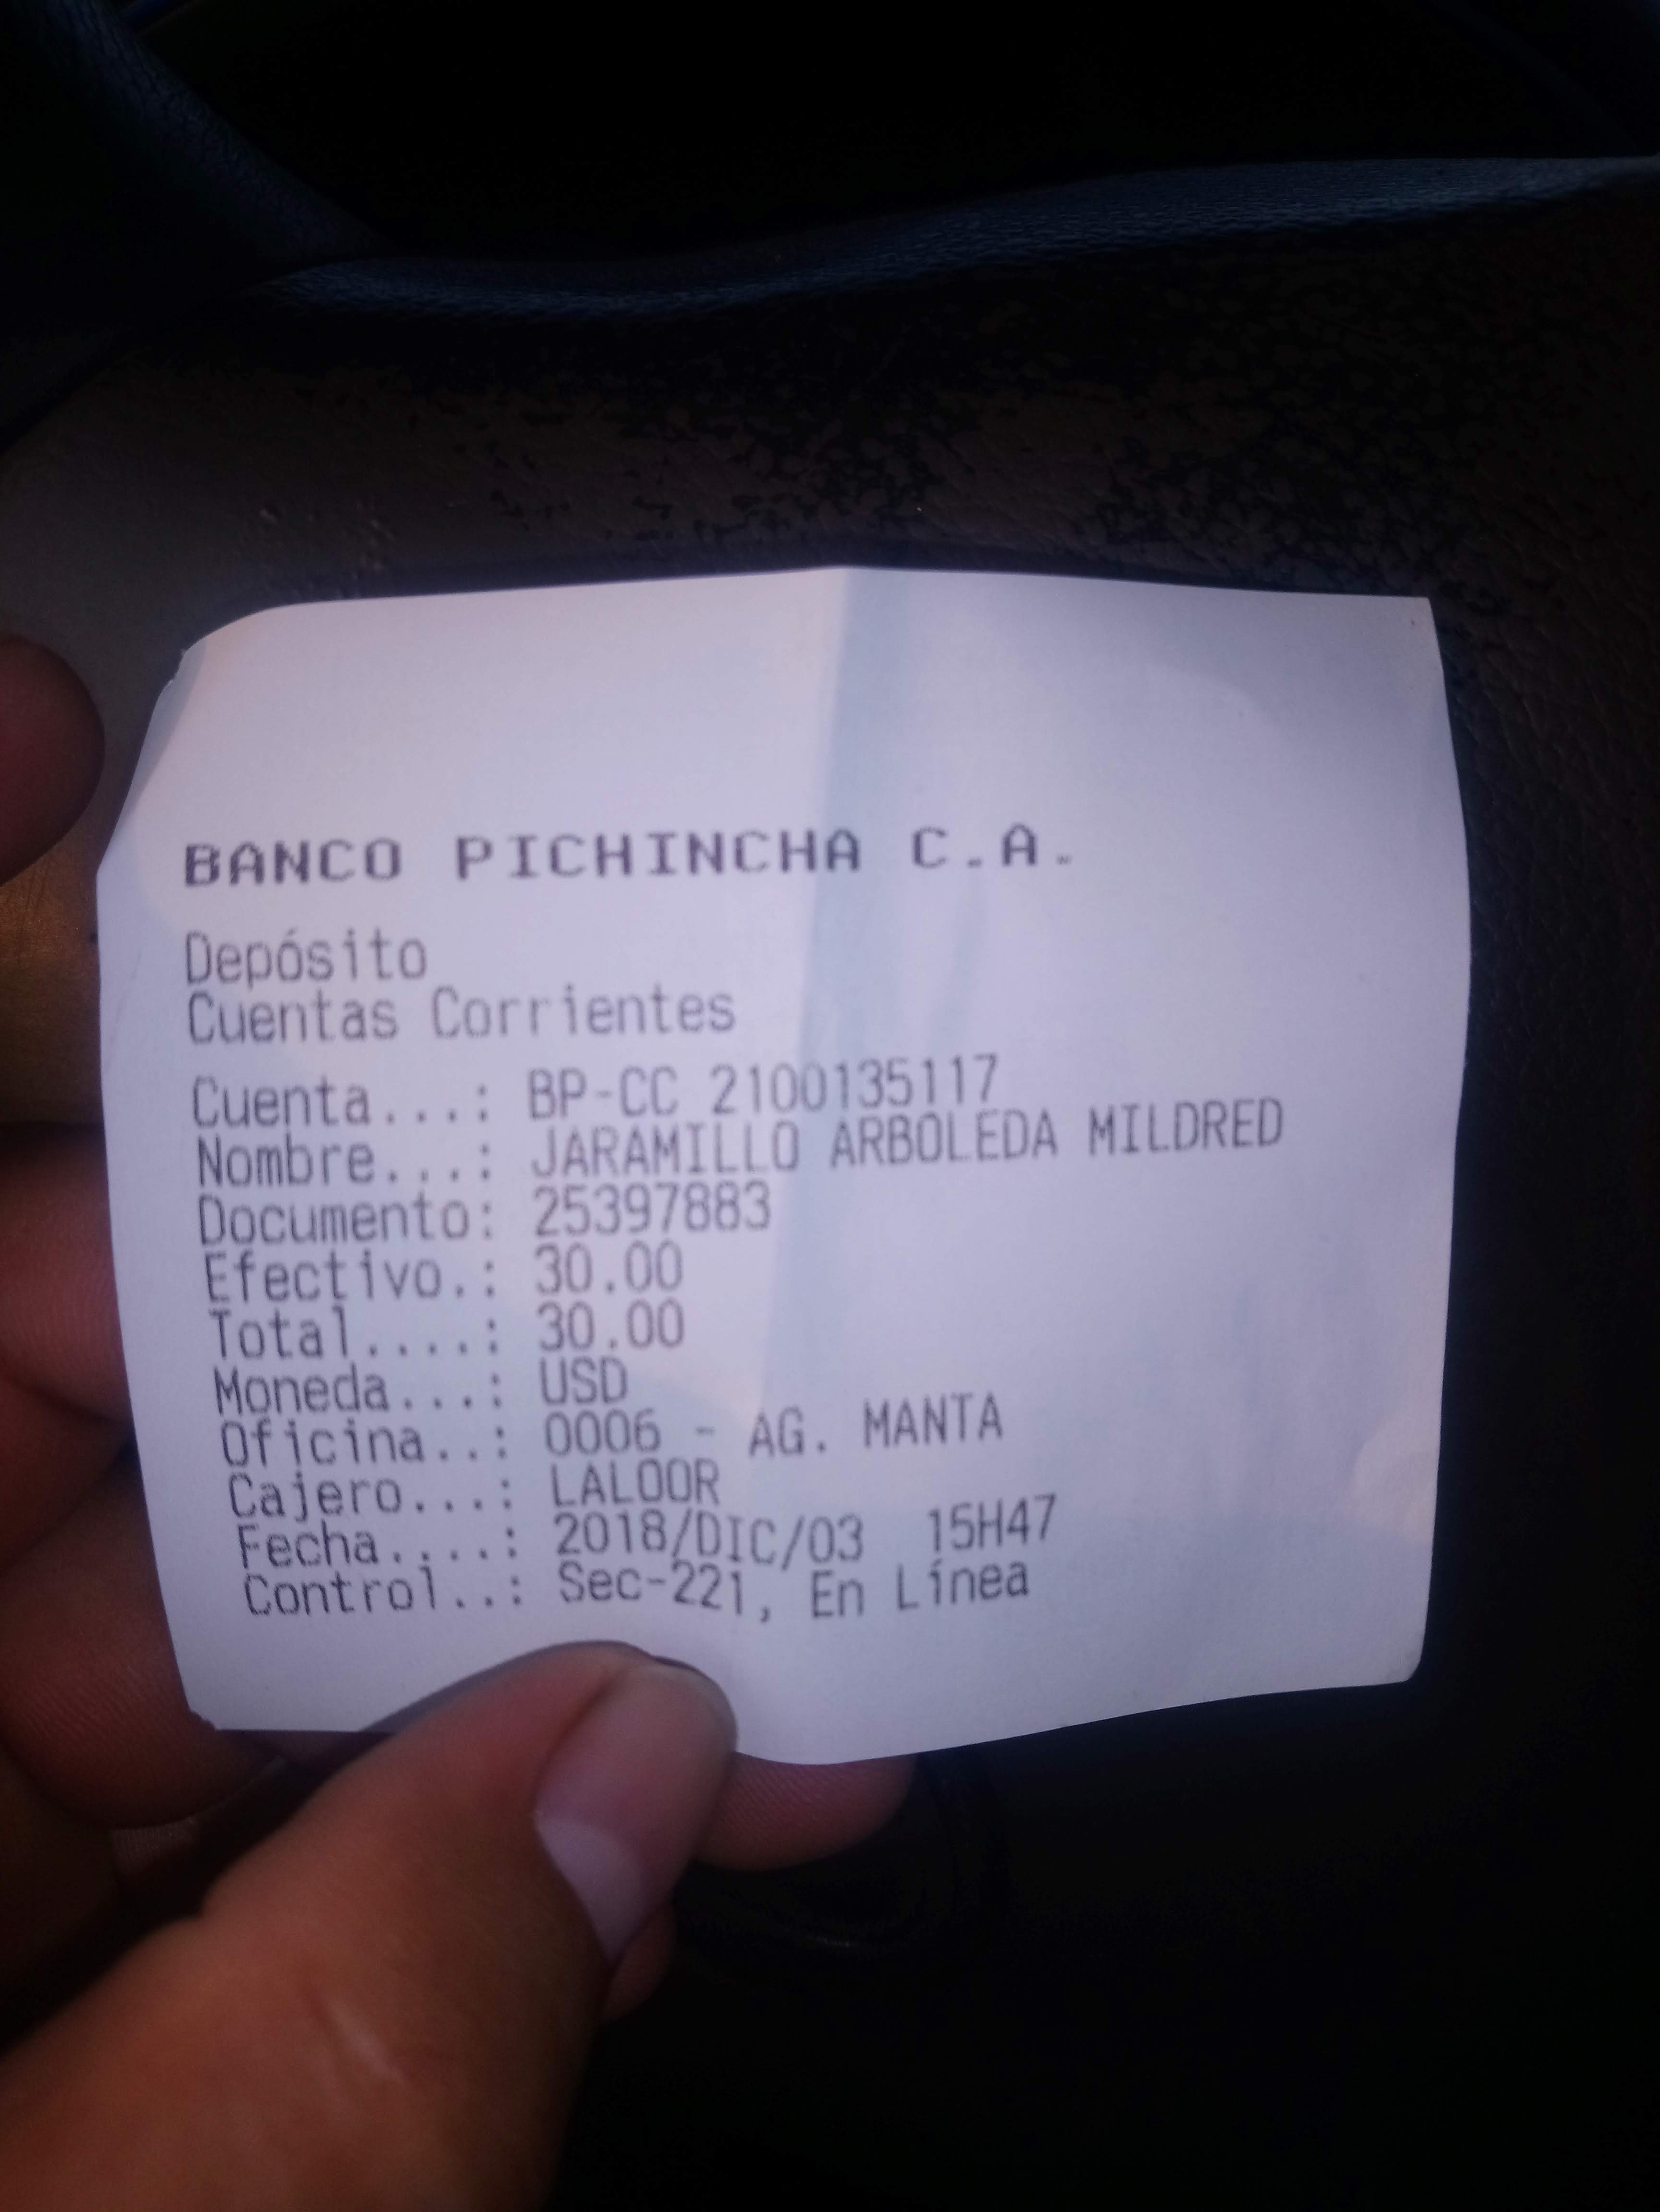 BANCO PICHINCHA C.A.
Depósito
Cuentas Corrientes
Cuenta...: BP-CC 2100135117
Nombre...: JARAMILLO ARBOLEDA MILDRED
Documento: 25397883
Efectivo.: 30.00
Total....: 30.00
Moneda...: USD
Oficina..: 0006 - AG. MANTA
Cajero...: LALOOR
Fecha....: 2018/DIC/03 15H47
Control..: Sec-221, En Línea